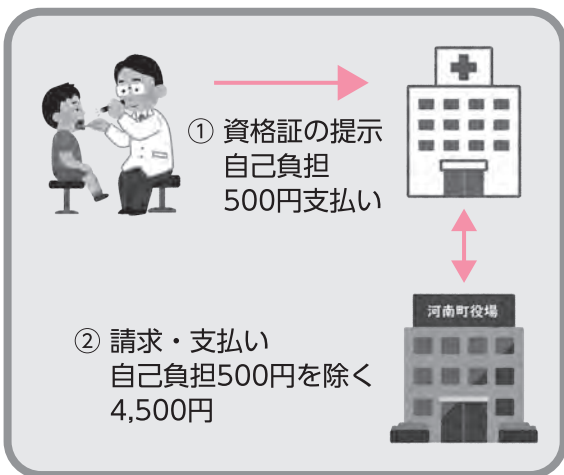 ① 資格証の提示
自己負担
500円支払い
河南町役場
② 請求・支払い
自己負担500円を除く
4,500円